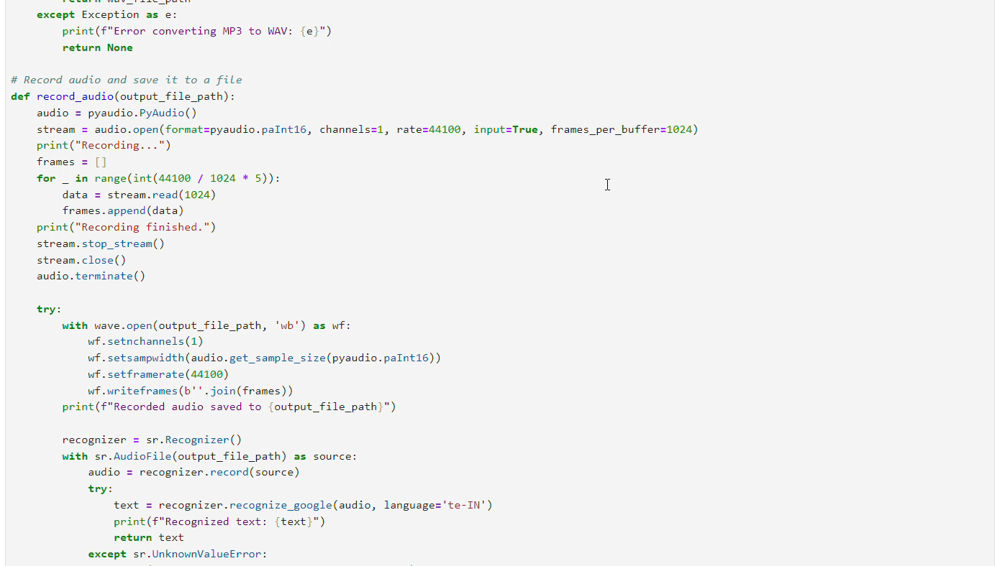 return wav_file_path
    except Exception as e:
        print(f"Error converting MP3 to WAV: {e}")
        return None
# Record audio and save it to a file
def record_audio(output_file_path):
    audio = pyaudio.PyAudio()
    stream = audio.open(format=pyaudio.paInt16, channels=1, rate=44100, input=True, frames_per_buffer=1024)
    print("Recording...")
    frames = []
    for _ in range(int(44100 / 1024 * 5)):
        data = stream.read(1024)
        frames.append(data)
    print("Recording finished.")
    stream.stop_stream()
    stream.close()
    audio.terminate()
    try:
        with wave.open(output_file_path, 'wb') as wf:
            wf.setnchannels(1)
            wf.setsampwidth(audio.get_sample_size(pyaudio.paInt16))
            wf.setframerate(44100)
            wf.writeframes(b''.join(frames))
        print(f"Recorded audio saved to {output_file_path}")
        recognizer = sr.Recognizer()
        with sr.AudioFile(output_file_path) as source:
            audio = recognizer.record(source)
            try:
                text = recognizer.recognize_google(audio, language='te-IN')
                print(f"Recognized text: {text}")
                return text
            except sr.UnknownValueError: